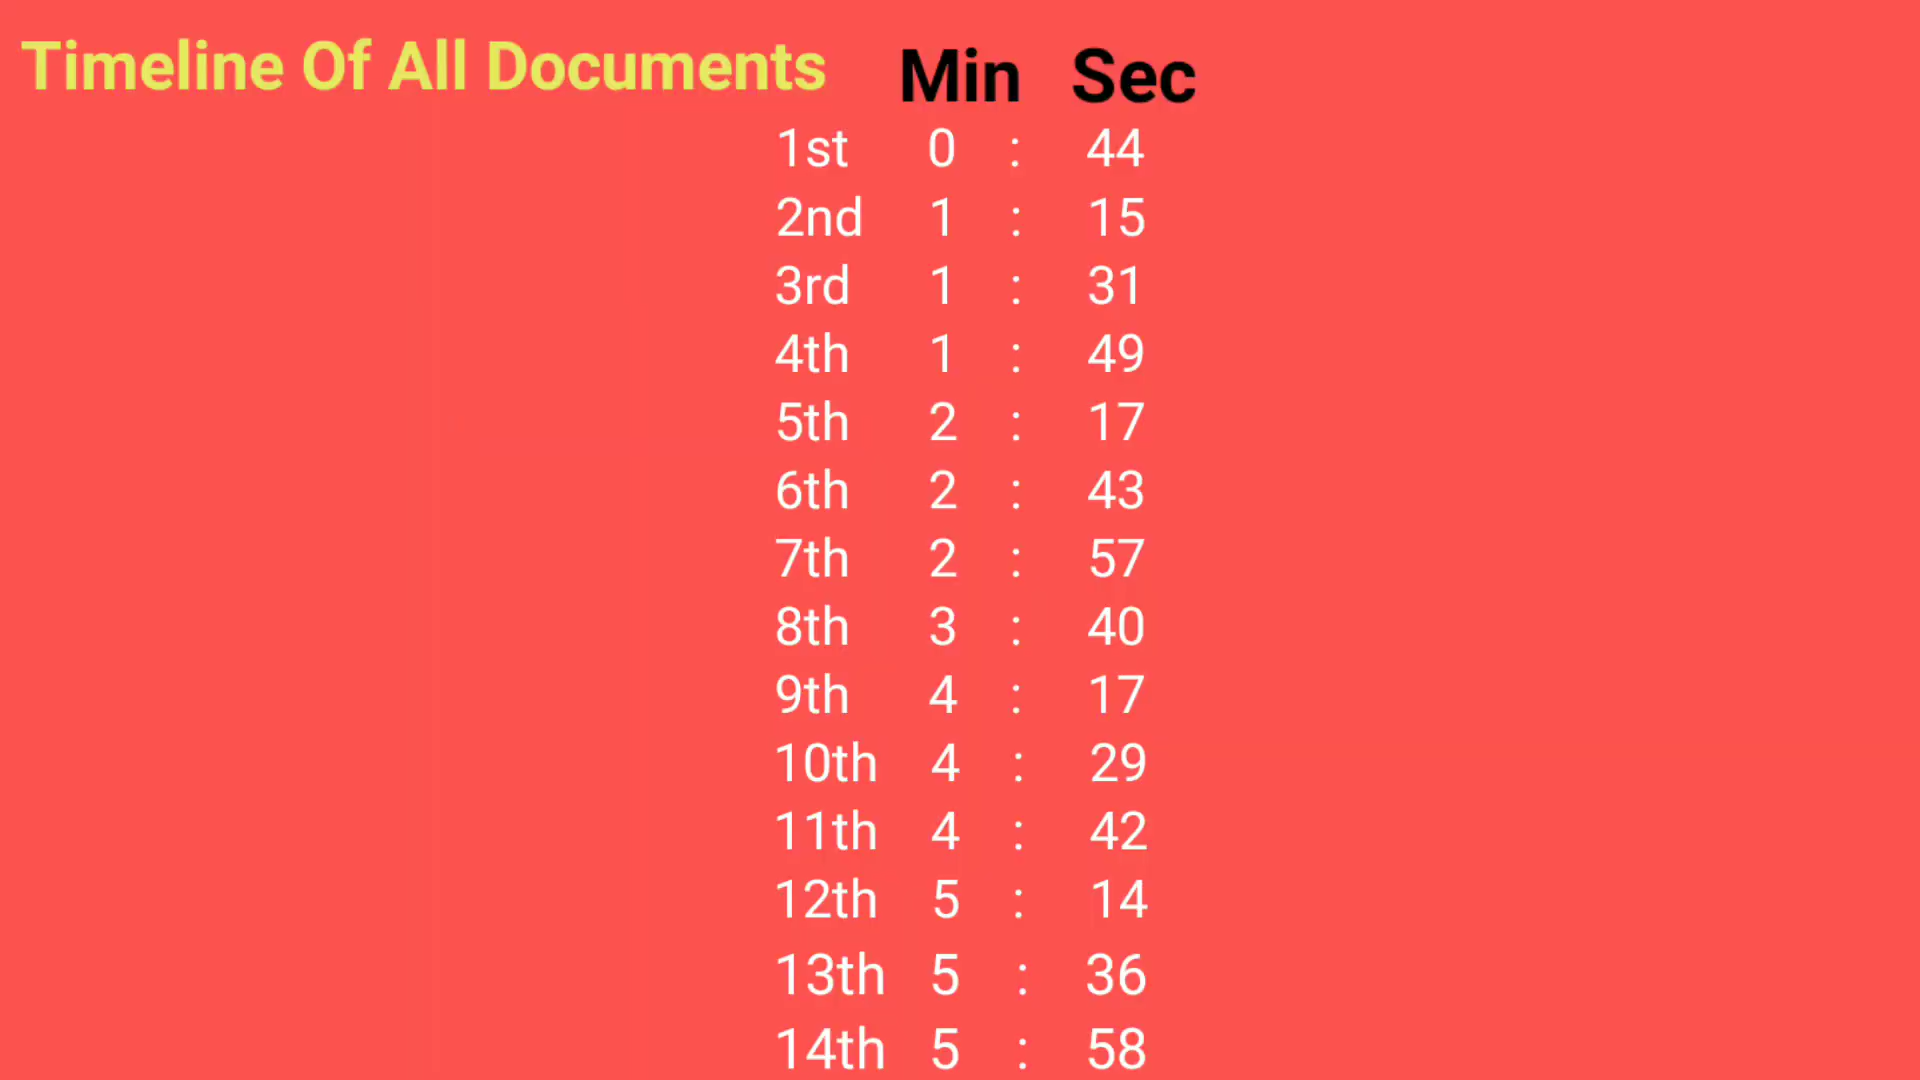 Timeline Of All Documents Min Sec
1st 0 : 44
2nd 1 : 15
3rd 1 : 31
4th 1 : 49
5th 2 : 17
6th 2 : 43
7th 2 : 57
8th 3 : 40
9th 4 : 17
10th 4 : 29
11th 4 : 42
12th 5 : 14
13th 5 : 36
14th 5 : 58